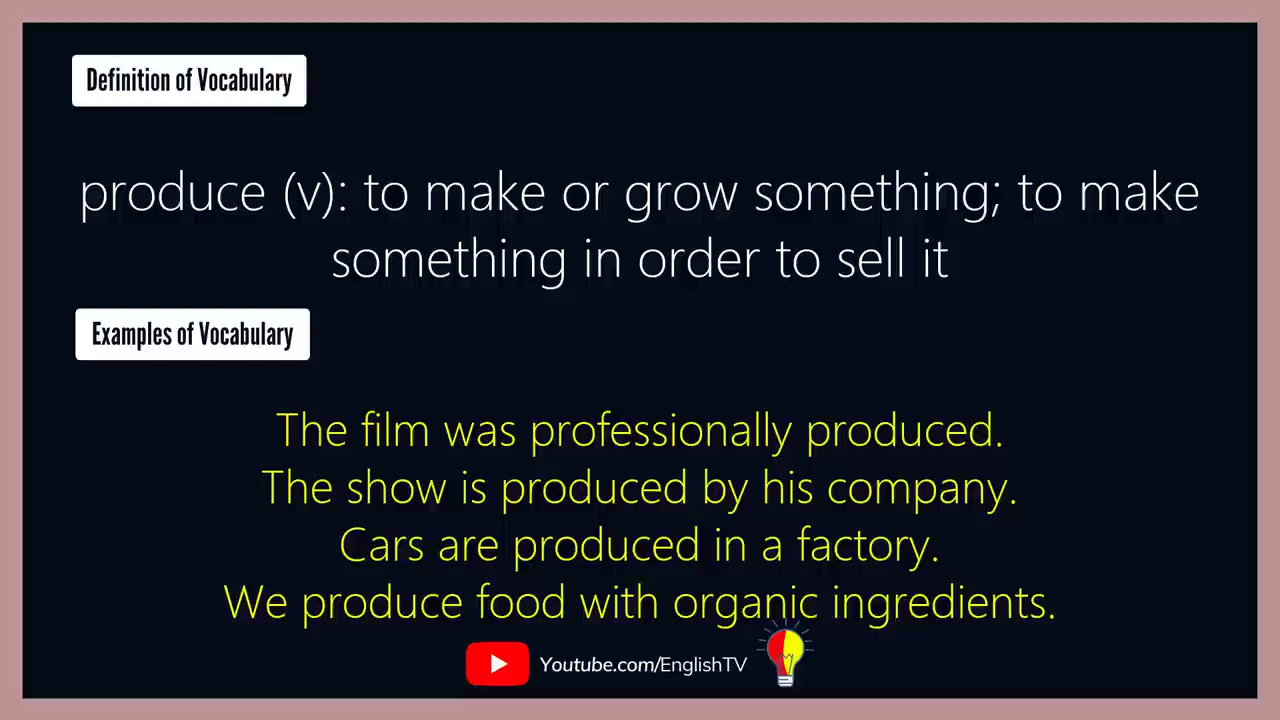 Definition of Vocabulary
produce (v): to make or grow something; to make
something in order to sell it
Examples of Vocabulary
The film was professionally produced.
The show is produced by his company.
Cars are produced in a factory.
We produce food with organic ingredients.
Youtube.com/EnglishTV